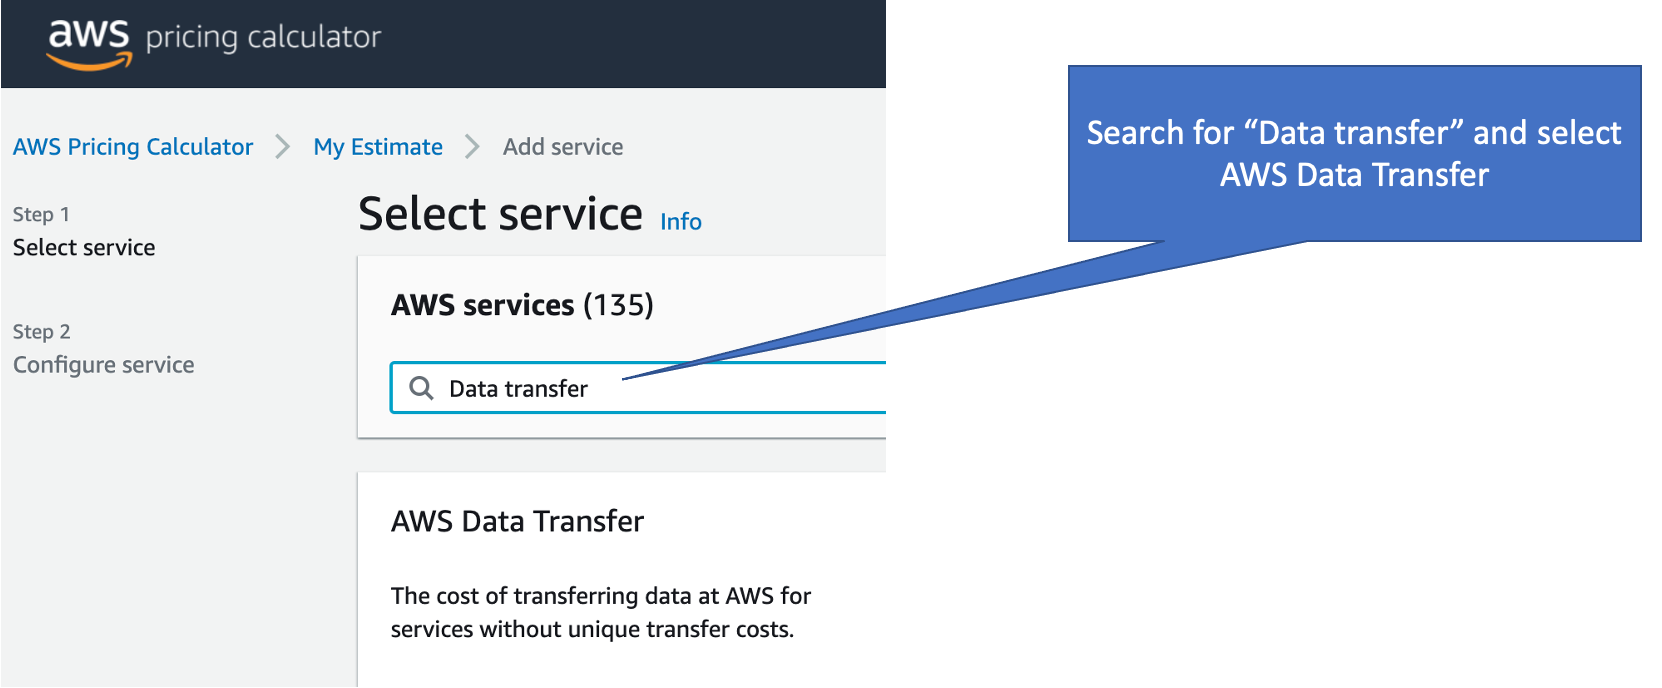 aws pricing calculator
AWS Pricing Calculator > My Estimate > Add service
Step 1
Select service
Step 2
Configure service
Select service Info
AWS services (135)
Data transfer
AWS Data Transfer
The cost of transferring data at AWS for
services without unique transfer costs.
Search for “Data transfer” and select
AWS Data Transfer